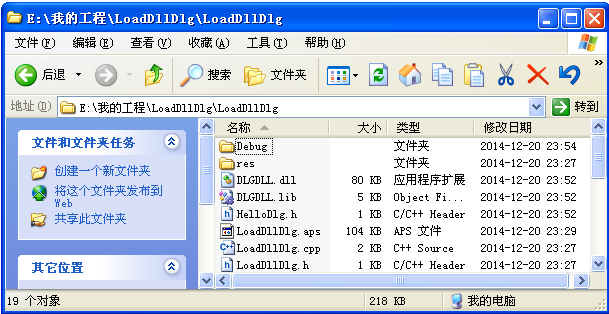 E:\我的工程\LoadDllDlg\LoadDllDlg
文件(F) 编辑(E) 查看(V) 收藏(A) 工具(T) 帮助(H) »
后退 搜索 文件夹
地址(D) E:\我的工程\LoadDllDlg\LoadDllDlg 转到
文件和文件夹任务
创建一个新文件夹
将这个文件夹发布到
Web
共享此文件夹
其它位置
名称 大小 类型 修改日期
Debug 文件夹 2014-12-20 23:54
res 文件夹 2014-12-20 23:27
DLGDLL.dll 80 KB 应用程序扩展 2014-12-20 23:52
DLGDLL.lib 5 KB Object Fi... 2014-12-20 23:52
HelloDlg.h 1 KB C/C++ Header 2014-12-20 23:52
LoadDllDlg.aps 104 KB APS 文件 2014-12-20 23:29
LoadDllDlg.cpp 2 KB C++ Source 2014-12-20 23:27
LoadDllDlg.h 1 KB C/C++ Header 2014-12-20 23:27
19 个对象 218 KB 我的电脑